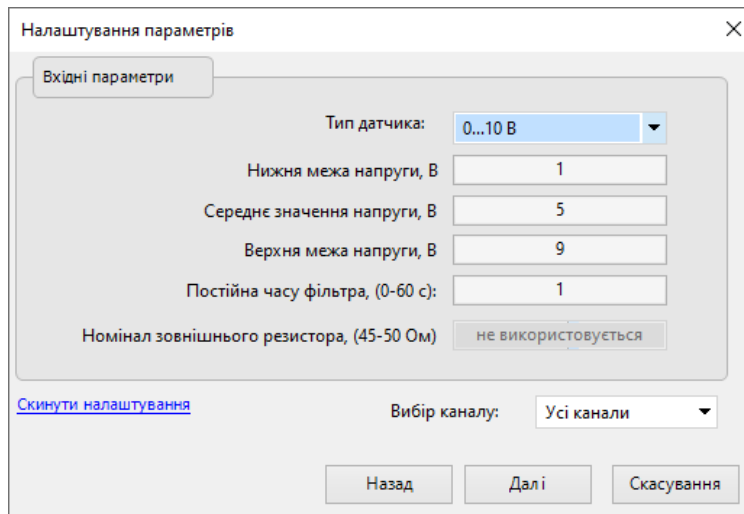 Налаштування параметрів
Вхідні параметри
Тип датчика: 0...10 В
Нижня межа напруги, В 1
Середнє значення напруги, В 5
Верхня межа напруги, В 9
Постійна часу фільтра, (0-60 с): 1
Номінал зовнішнього резистора, (45-50 Ом) не використовується
Скинути налаштування Вибір каналу: Усі канали
Назад Далі Скасування